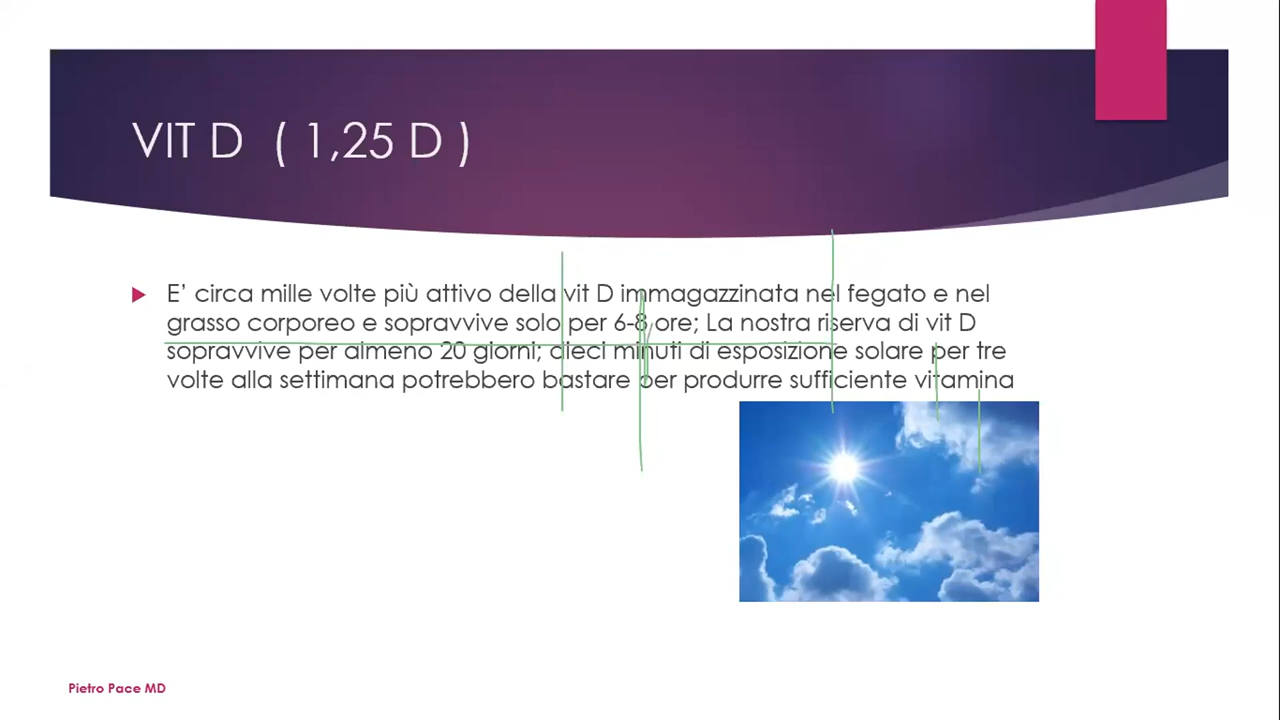 VIT D ( 1,25 D )
E' circa mille volte più attivo della vit D immagazzinata nel fegato e nel
grasso corporeo e sopravvive solo per 6-8 ore; La nostra riserva di vit D
sopravvive per almeno 20 giorni; dieci minuti di esposizione solare per tre
volte alla settimana potrebbero bastare per produrre sufficiente vitamina
Pietro Pace MD